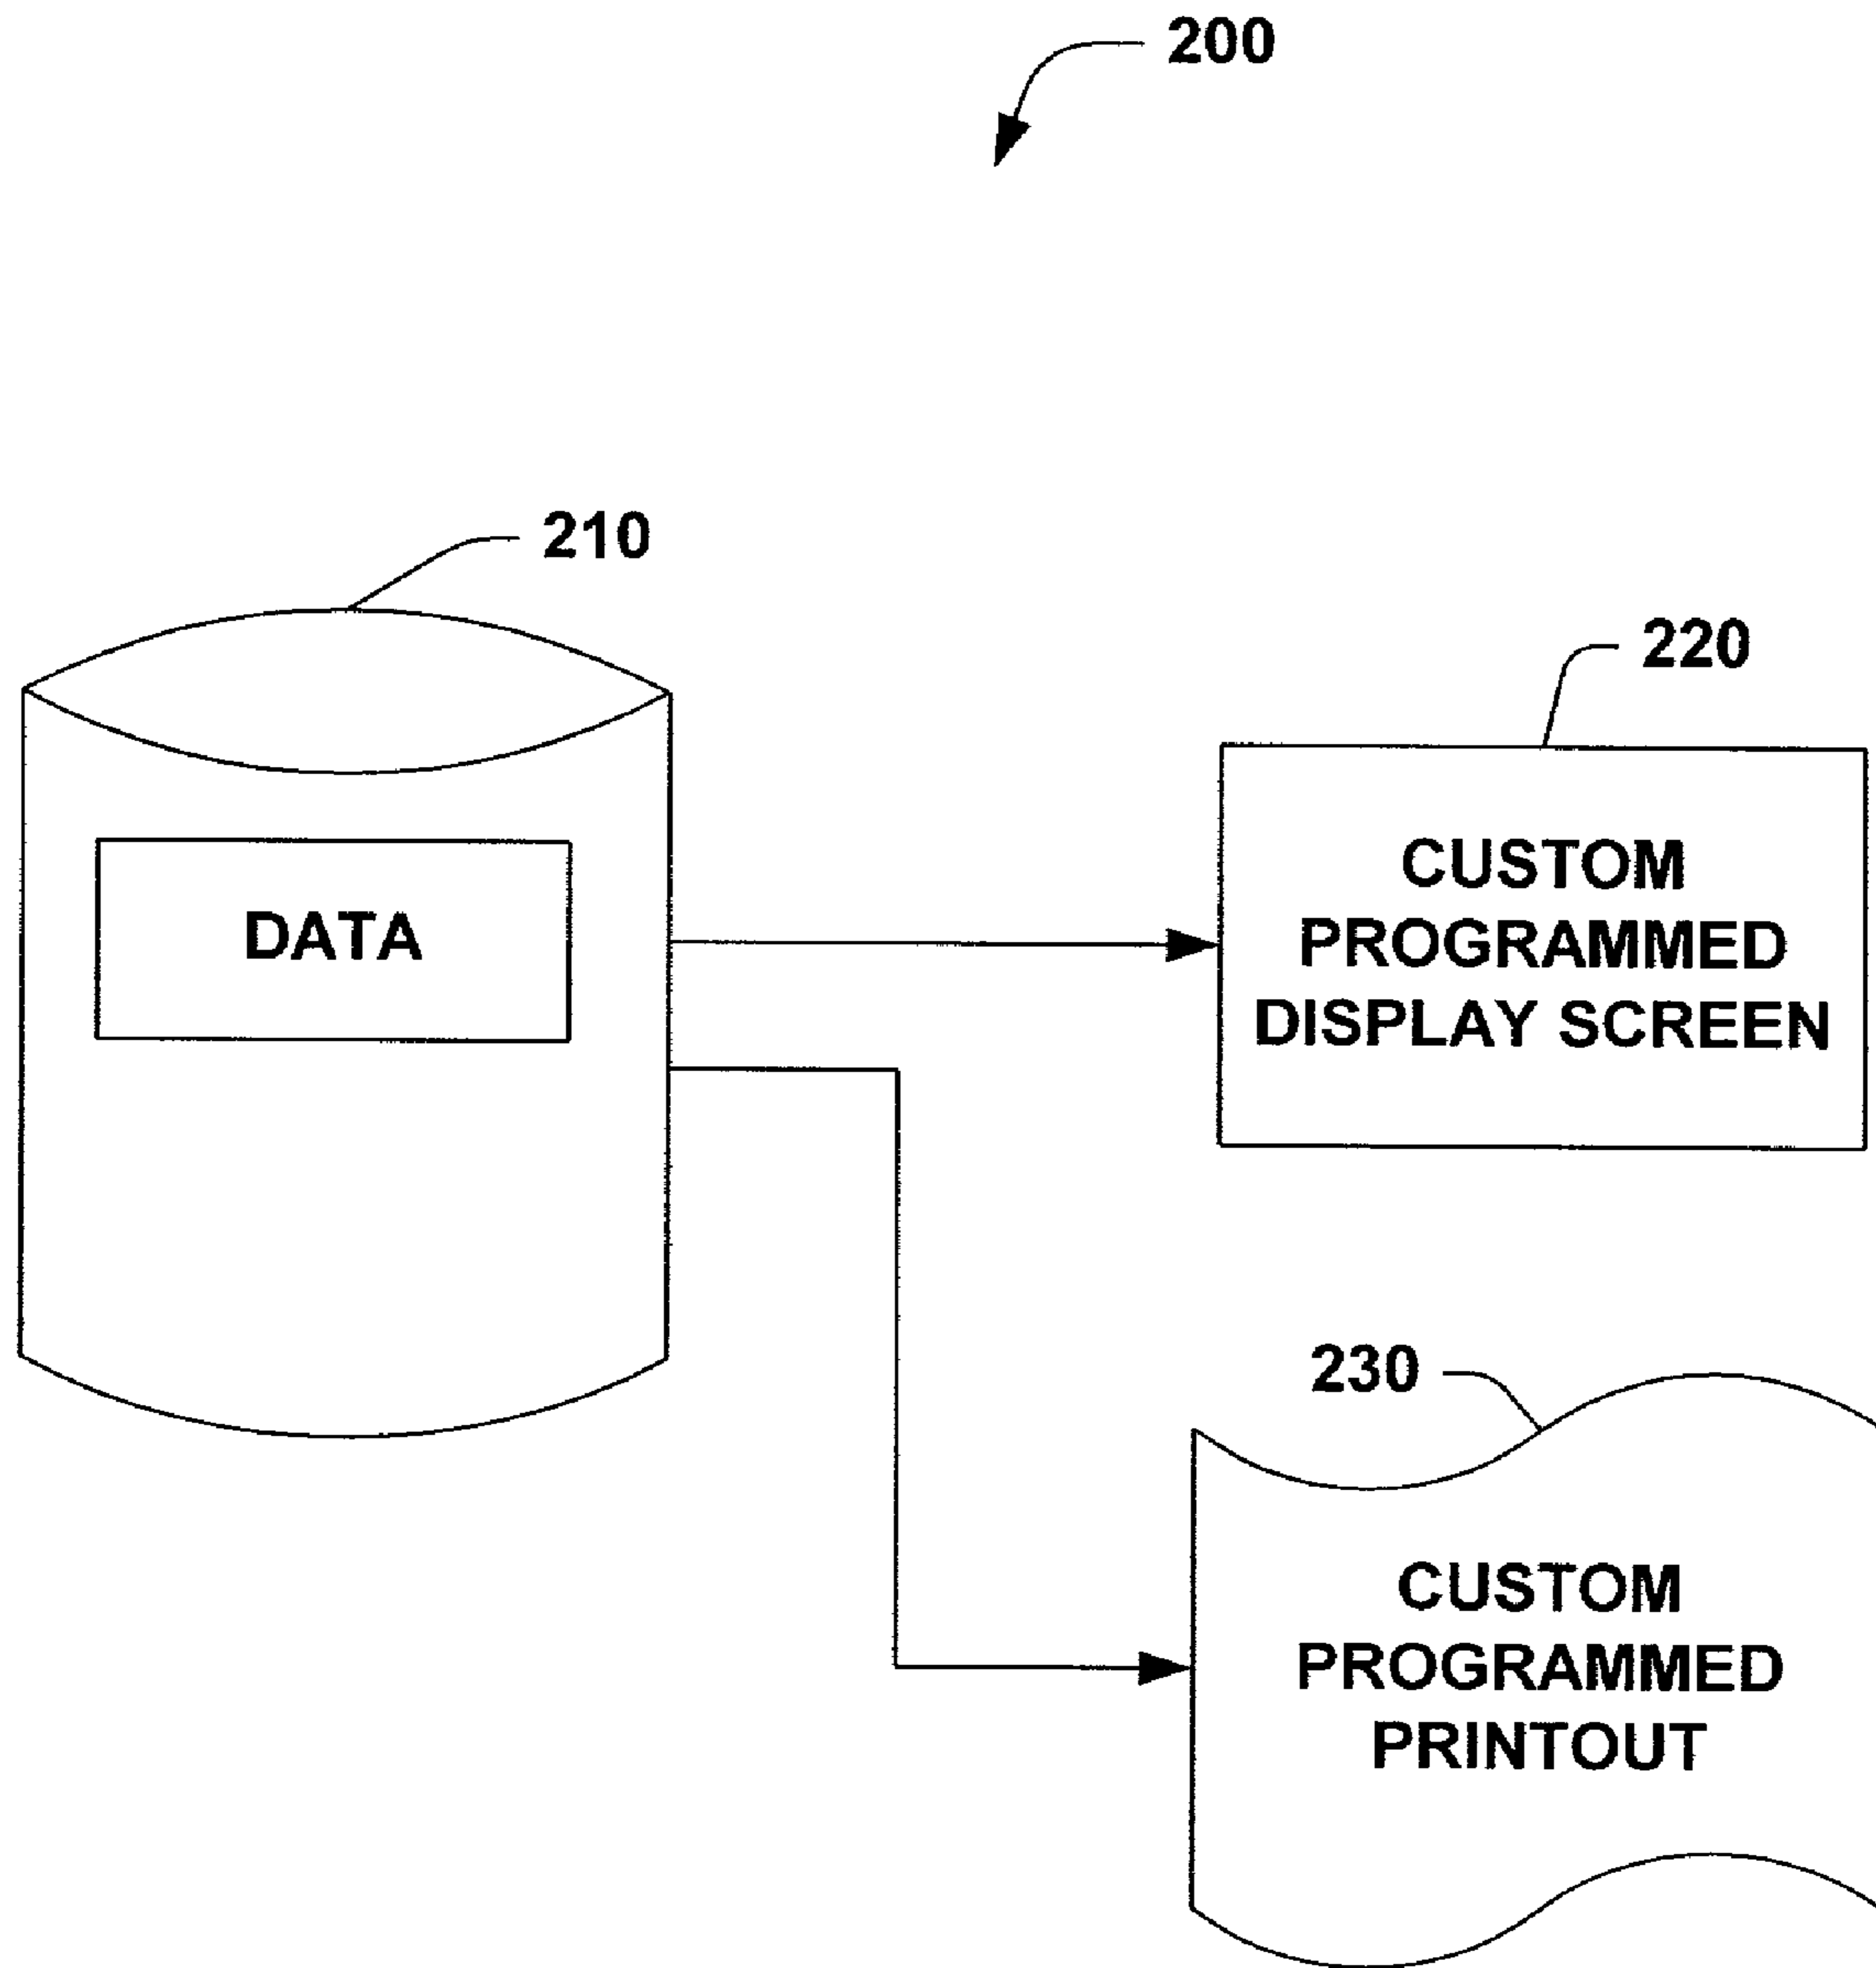 200
210
220
DATA
CUSTOM
PROGRAMMED
DISPLAY SCREEN
230
CUSTOM
PROGRAMMED
PRINTOUT